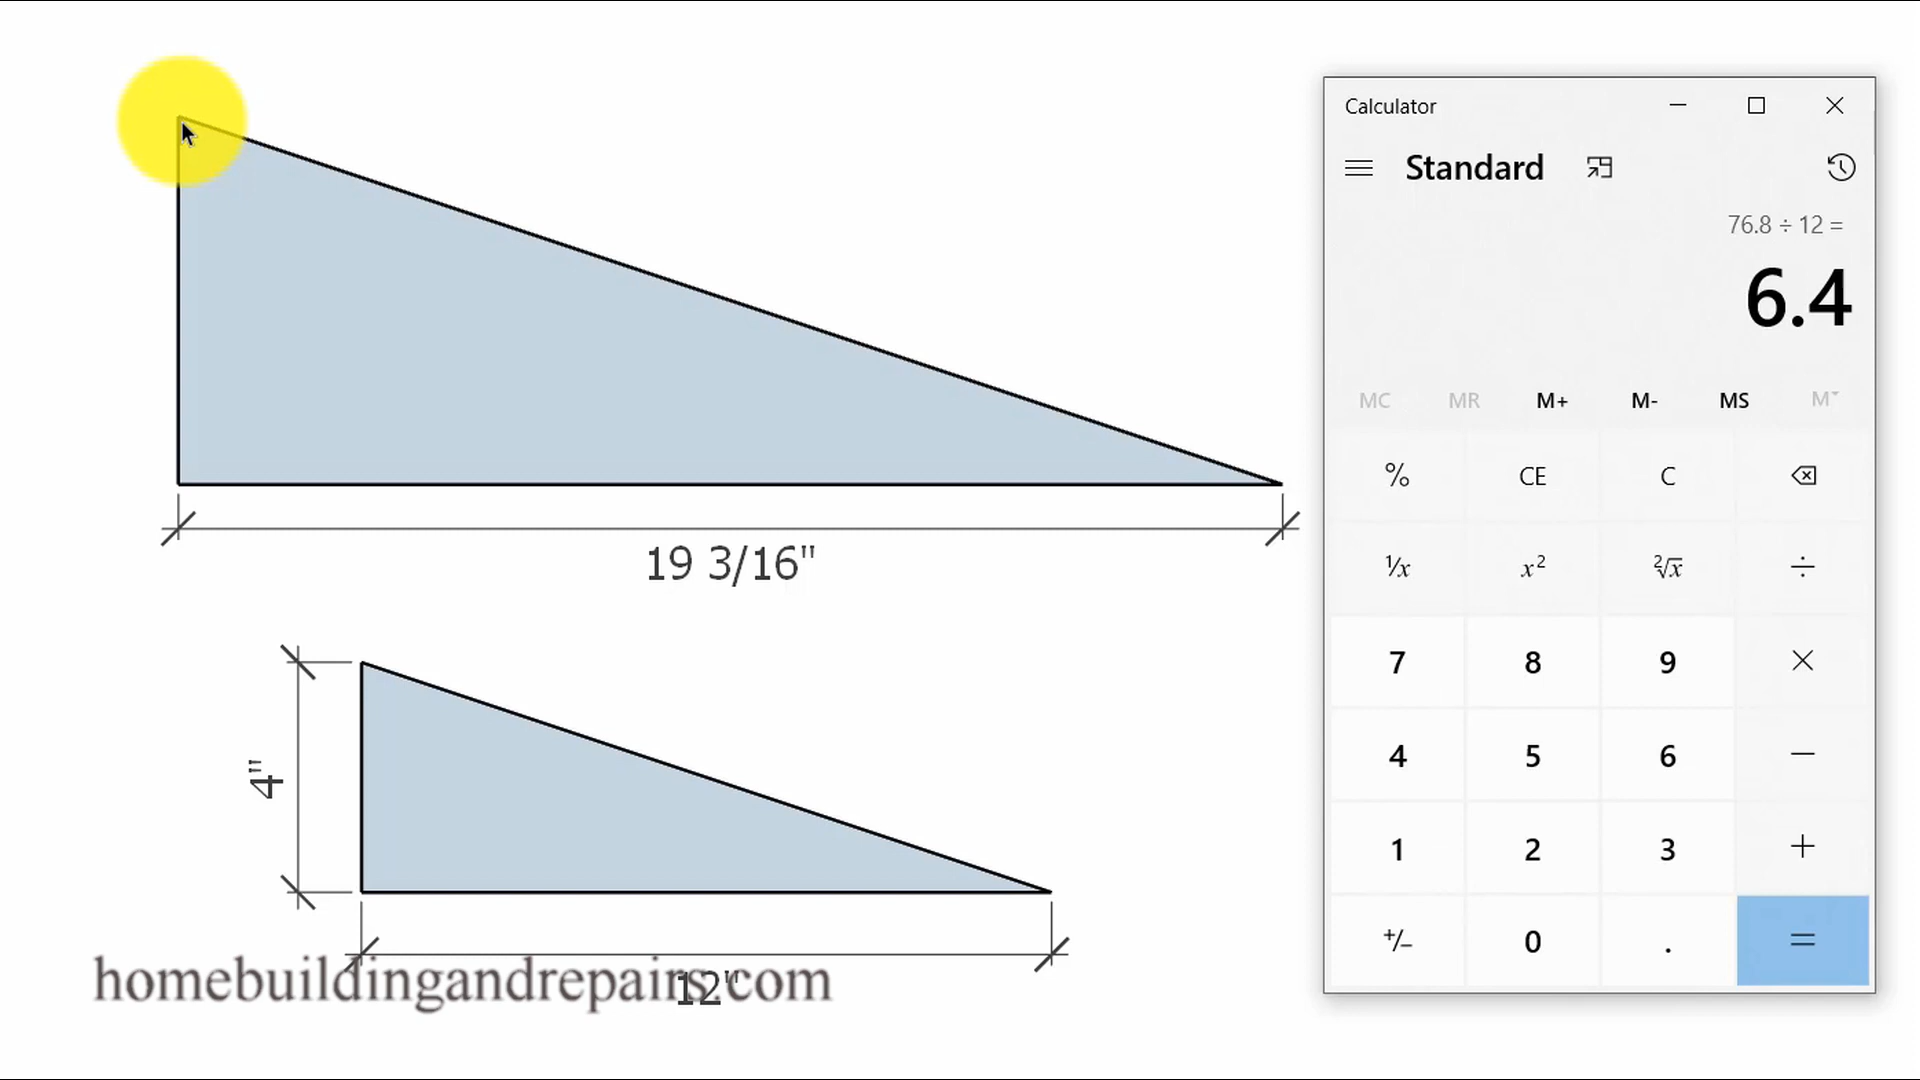 19 3/16"
4"
12"
homebuildingandrepairs.com
Calculator
Standard
76.8 ÷ 12 =
6.4
MC MR M+ M- MS M
% CE C
1/x x2 2√x ÷
7 8 9 ×
4 5 6 −
1 2 3 +
+/− 0 . =